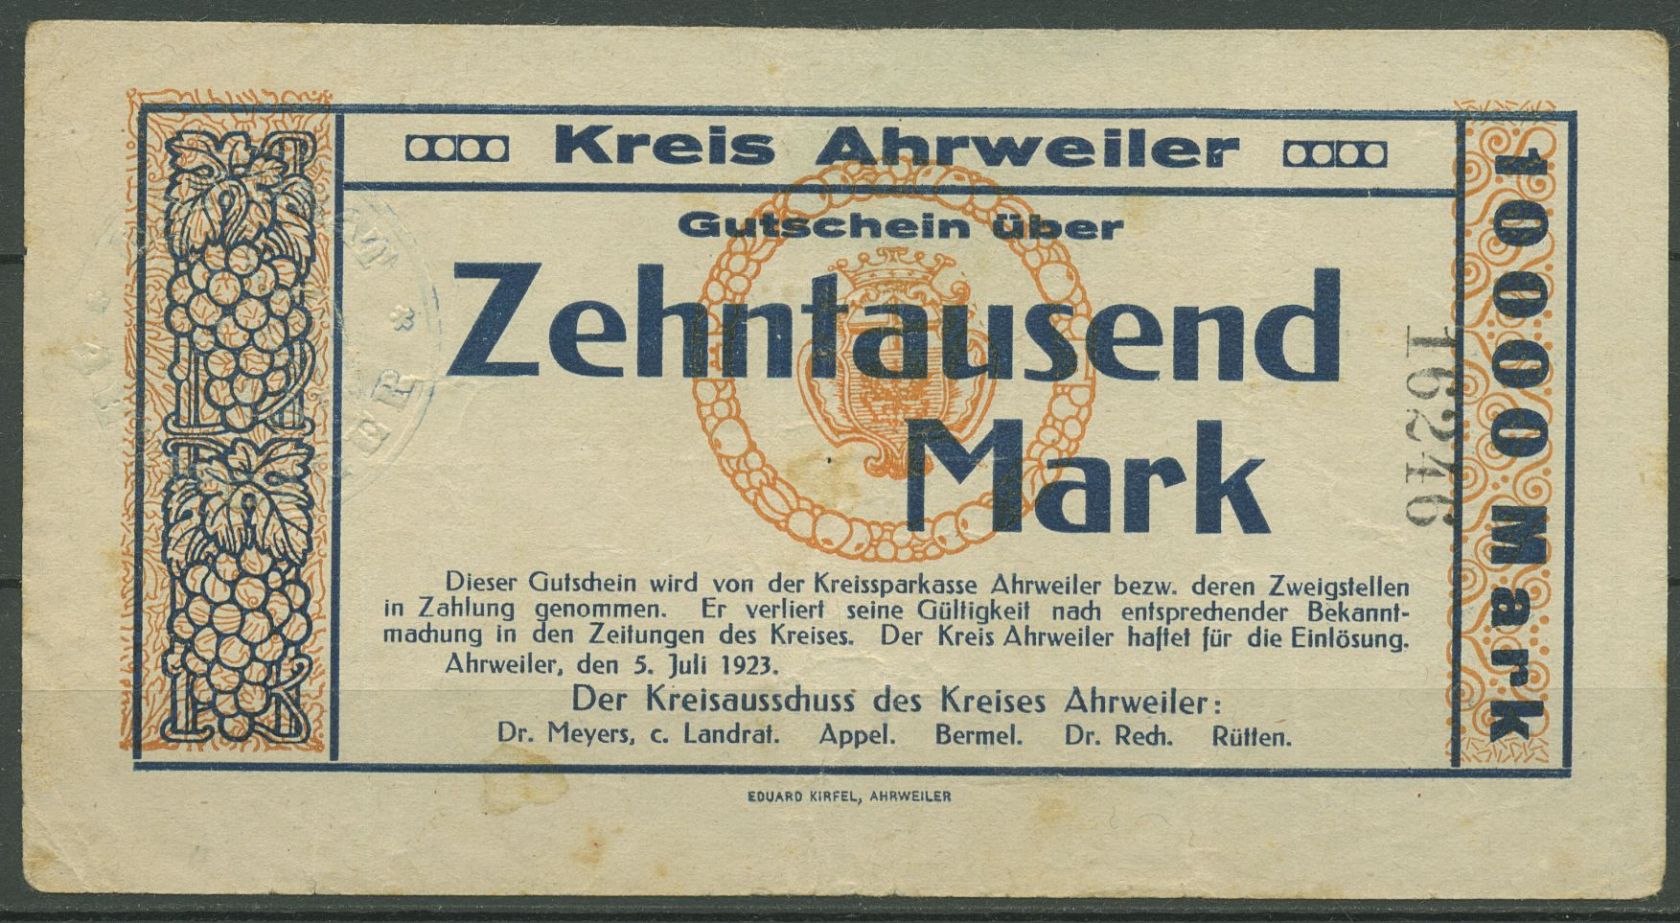 Kreis Ahrweiler
Gutschein über
Zehntausend
Mark
Dieser Gutschein wird von der Kreissparkasse Ahrweiler bezw. deren Zweigstellen
in Zahlung genommen. Er verliert seine Gültigkeit nach entsprechender Bekannt-
machung in den Zeitungen des Kreises. Der Kreis Ahrweiler haftet für die Einlösung.
Ahrweiler, den 5. Juli 1923.
Der Kreisausschuss des Kreises Ahrweiler:
Dr. Meyers, c. Landrat. Appel. Bermel. Dr. Rech. Rütten.
EDUARD KIRFEL, AHRWEILER
16246
10000 Mark